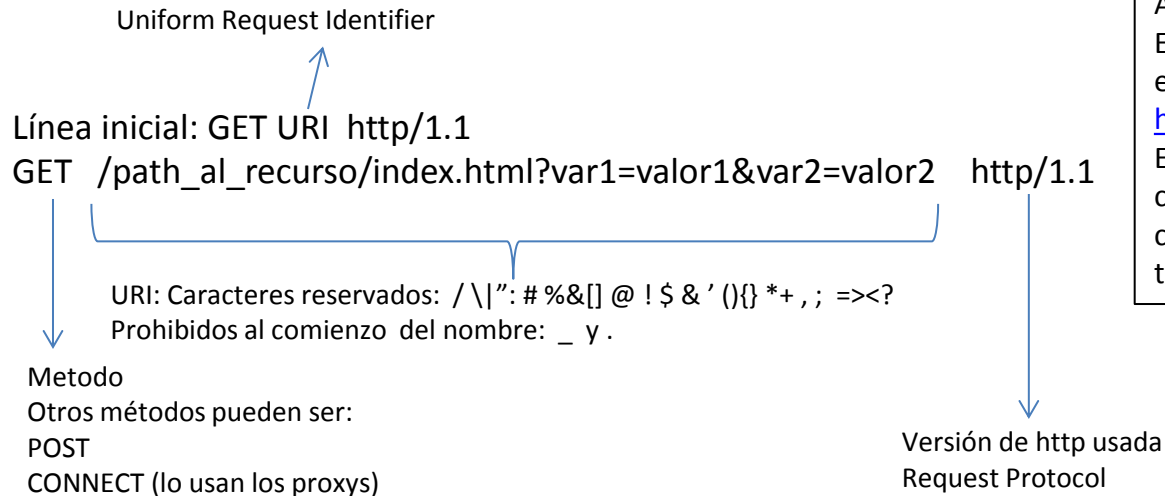 Uniform Request Identifier
Línea inicial: GET URI http/1.1
GET /path_al_recurso/index.html?var1=valor1&var2=valor2 http/1.1
URI: Caracteres reservados: / \|”: # %&[] @ ! $ & ’ (){} *+ , ; =><?
Prohibidos al comienzo del nombre: _ y .
Metodo
Otros métodos pueden ser:
POST
CONNECT (lo usan los proxys)
Versión de http usada
Request Protocol